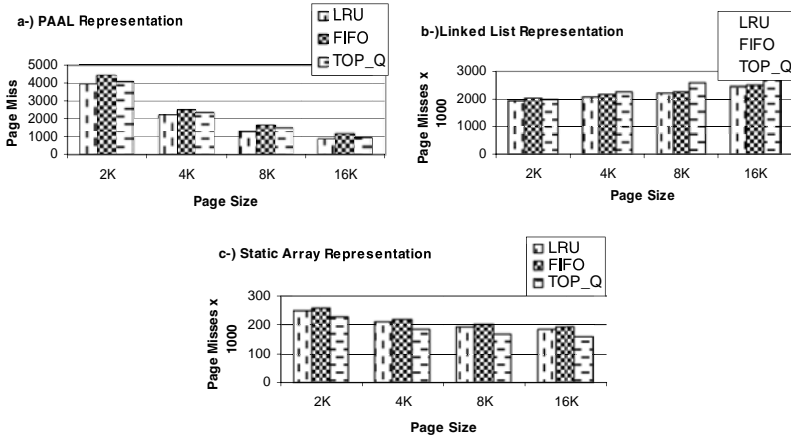 a-) PAAL Representation
LRU
FIFO
TOP_Q
Page Miss
5000
4000
3000
2000
1000
0
2K 4K 8K 16K
Page Size
b-)Linked List Representation
LRU
FIFO
TOP_Q
Page Misses x
1000
3000
2000
1000
0
2K 4K 8K 16K
Page Size
c-) Static Array Representation
LRU
FIFO
TOP_Q
Page Misses x
1000
300
200
100
0
2K 4K 8K 16K
Page Size